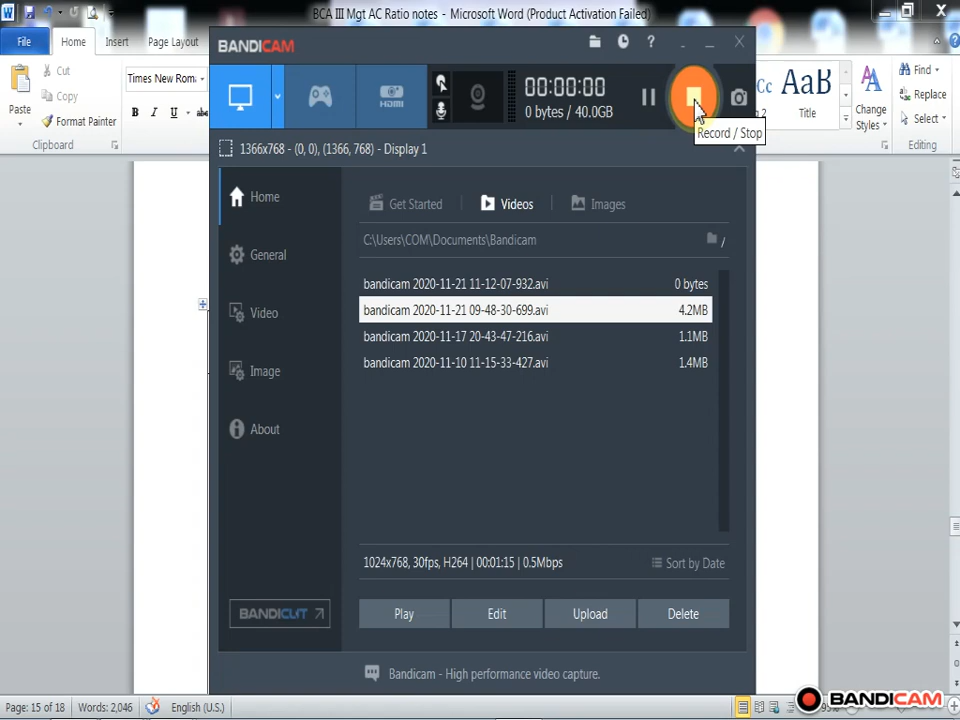 BCA III Mgt AC Ratio notes - Microsoft Word (Product Activation Failed)
File
Home
Insert
Page Layout
BANDICAM
?
Cut
Copy
Format Painter
Paste
Clipboard
Times New Rom
B I U abc
HDMI
00:00:00
0 bytes / 40.0GB
Record / Stop
Cc AaB
Title
Change
Styles
Find
Replace
Select
Editing
1366x768 - (0, 0), (1366, 768) - Display 1
Home
General
Video
Image
About
Get Started
Videos
Images
C:\Users\COM\Documents\Bandicam
/
bandicam 2020-11-21 11-12-07-932.avi 0 bytes
bandicam 2020-11-21 09-48-30-699.avi 4.2MB
bandicam 2020-11-17 20-43-47-216.avi 1.1MB
bandicam 2020-11-10 11-15-33-427.avi 1.4MB
1024x768, 30fps, H264 | 00:01:15 | 0.5Mbps
Sort by Date
BANDICUT
Play
Edit
Upload
Delete
Bandicam - High performance video capture.
Page: 15 of 18
Words: 2,046
English (U.S.)
BANDICAM